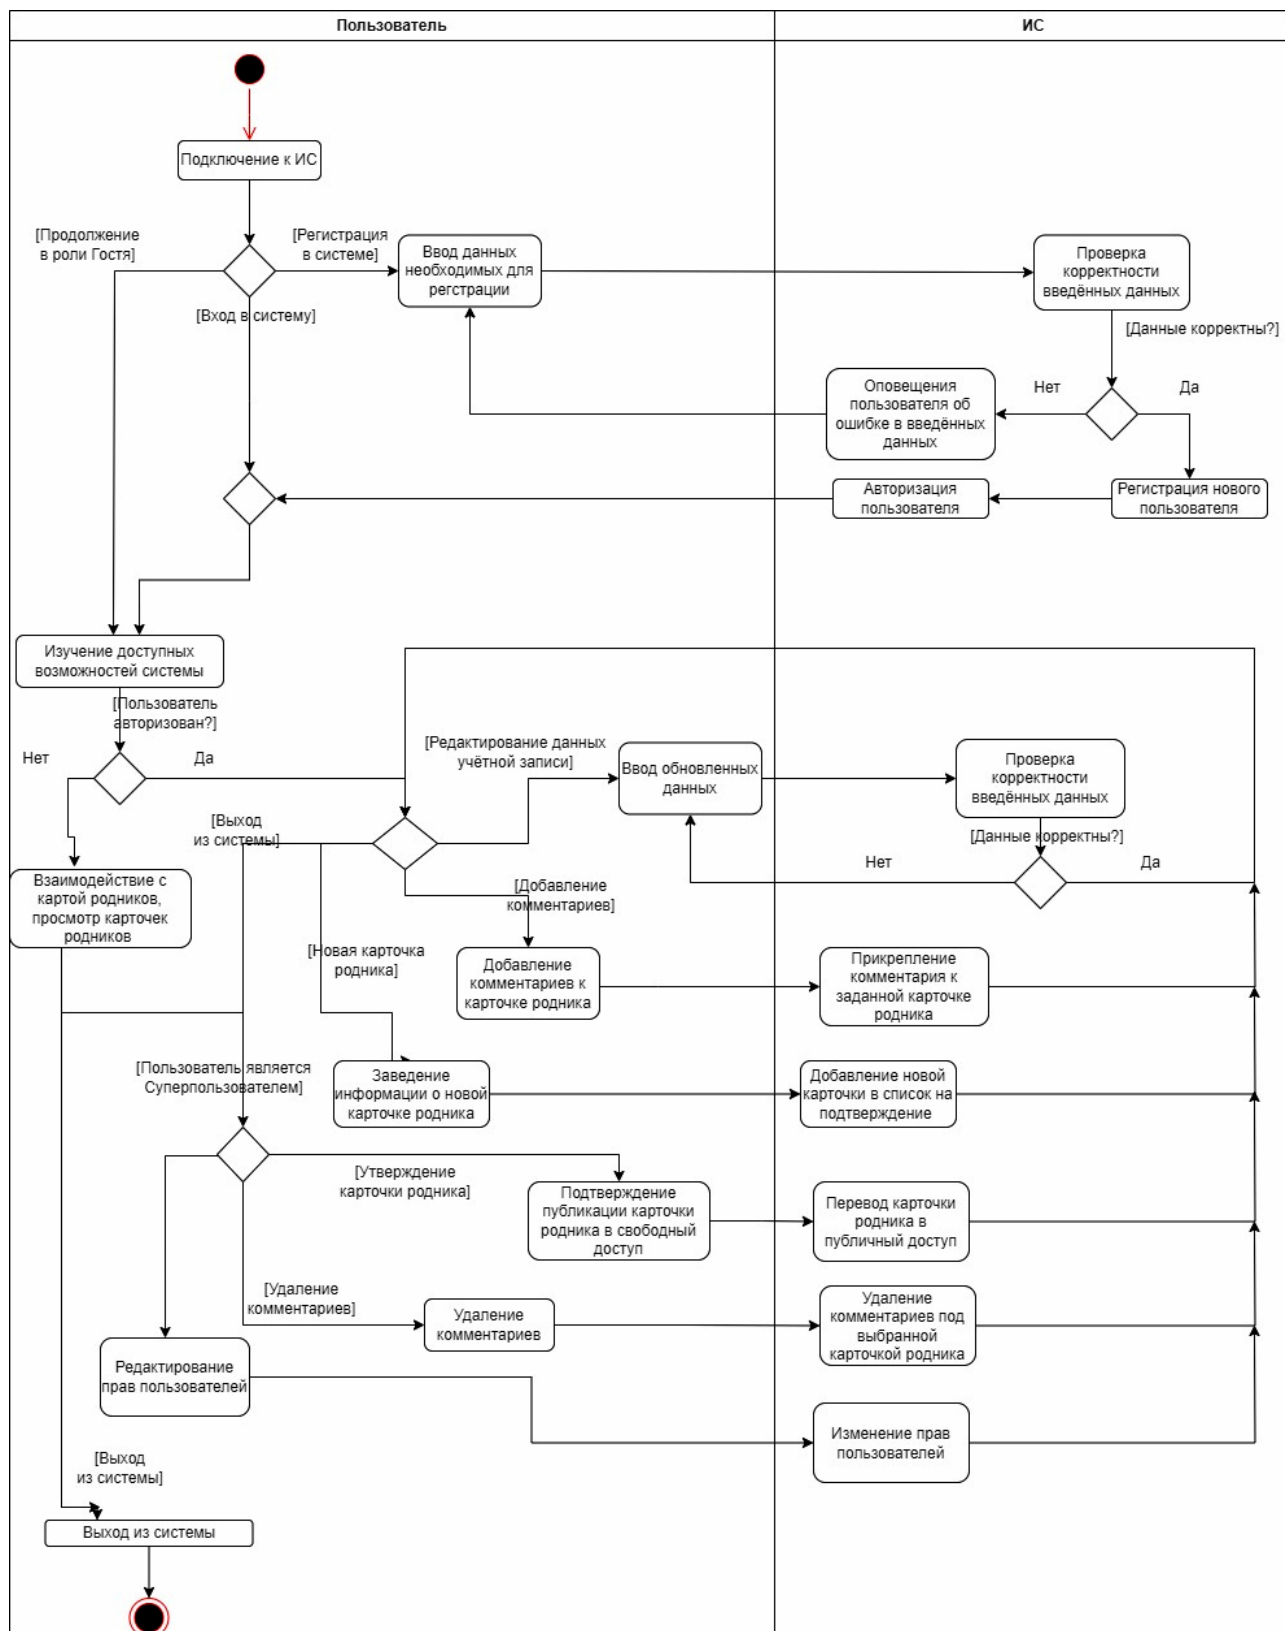 Пользователь
ИС
Подключение к ИС
[Продолжение
в роли Гостя]
[Регистрация
в системе]
Ввод данных
необходимых для
регстрации
Проверка
корректности
введённых данных
[Вход в систему]
[Данные корректны?]
Оповещения
пользователя об
ошибке в введённых
данных
Нет
Да
Авторизация
пользователя
Регистрация нового
пользователя
Изучение доступных
возможностей системы
[Пользователь
авторизован?]
Нет
Да
[Редактирование данных
учётной записи]
Ввод обновленных
данных
Проверка
корректности
введённых данных
[Выход
из системы]
[Данные корректны?]
Нет
Да
Взаимодействие с
картой родников,
просмотр карточек
родников
[Добавление
комментариев]
[Новая карточка
родника]
Добавление
комментариев к
карточке родника
Прикрепление
комментария к
заданной карточке
родника
[Пользователь является
Суперпользователем]
Заведение
информации о новой
карточке родника
Добавление новой
карточки в список на
подтверждение
[Утверждение
карточки родника]
Подтверждение
публикации карточки
родника в свободный
доступ
Перевод карточки
родника в
публичный доступ
[Удаление
комментариев]
Удаление
комментариев
Удаление
комментариев под
выбранной
карточкой родника
Редактирование
прав пользователей
Изменение прав
пользователей
[Выход
из системы]
Выход из системы